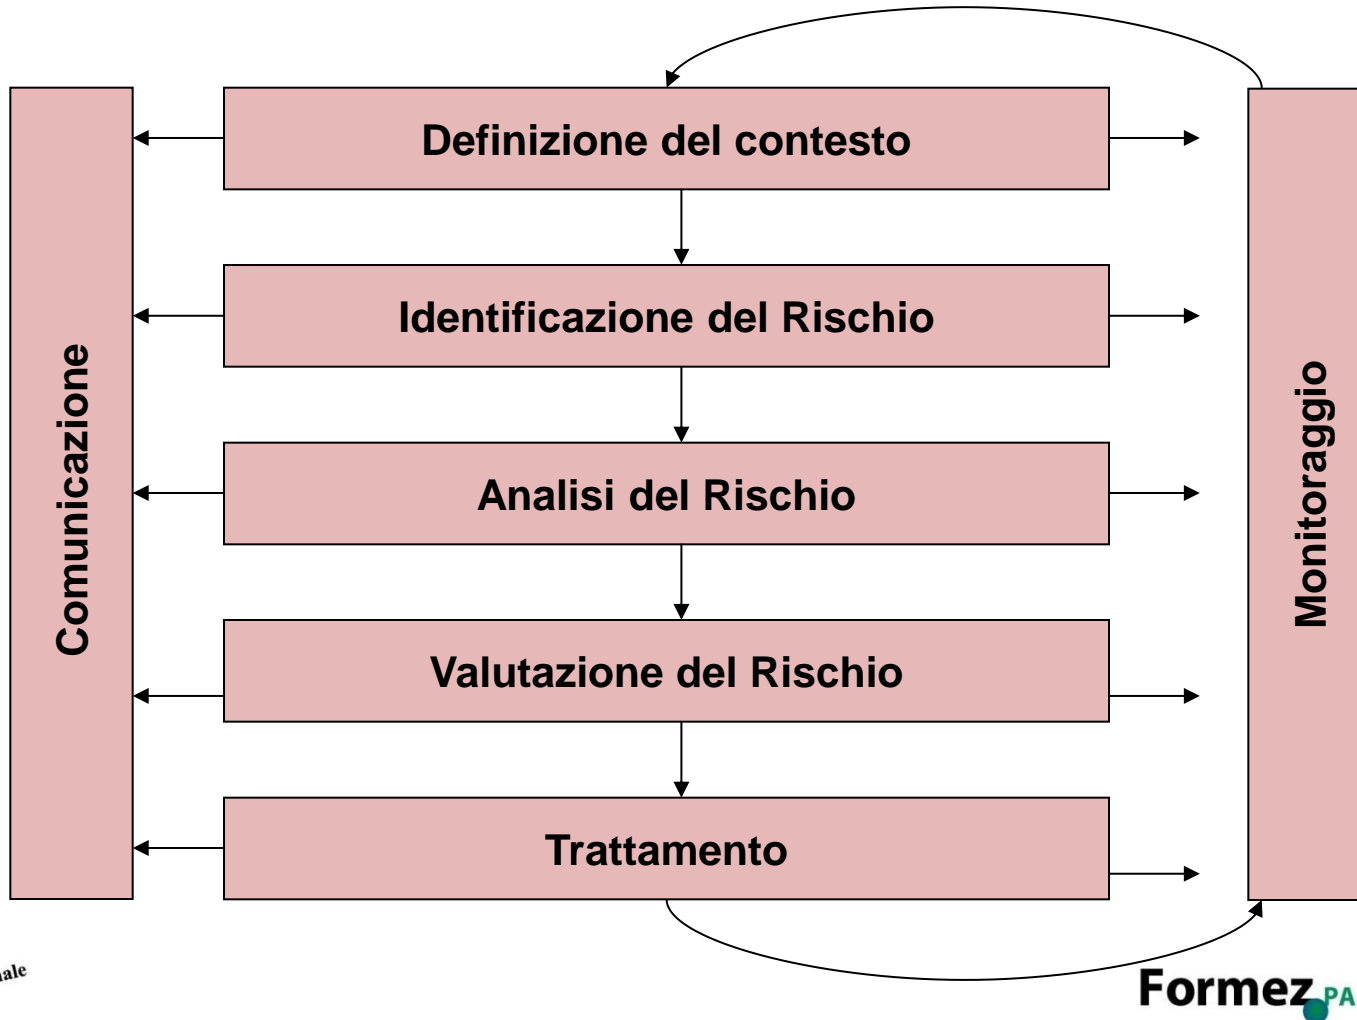 Definizione del contesto
Identificazione del Rischio
Comunicazione
Analisi del Rischio
Monitoraggio
Valutazione del Rischio
Trattamento
Formez PA